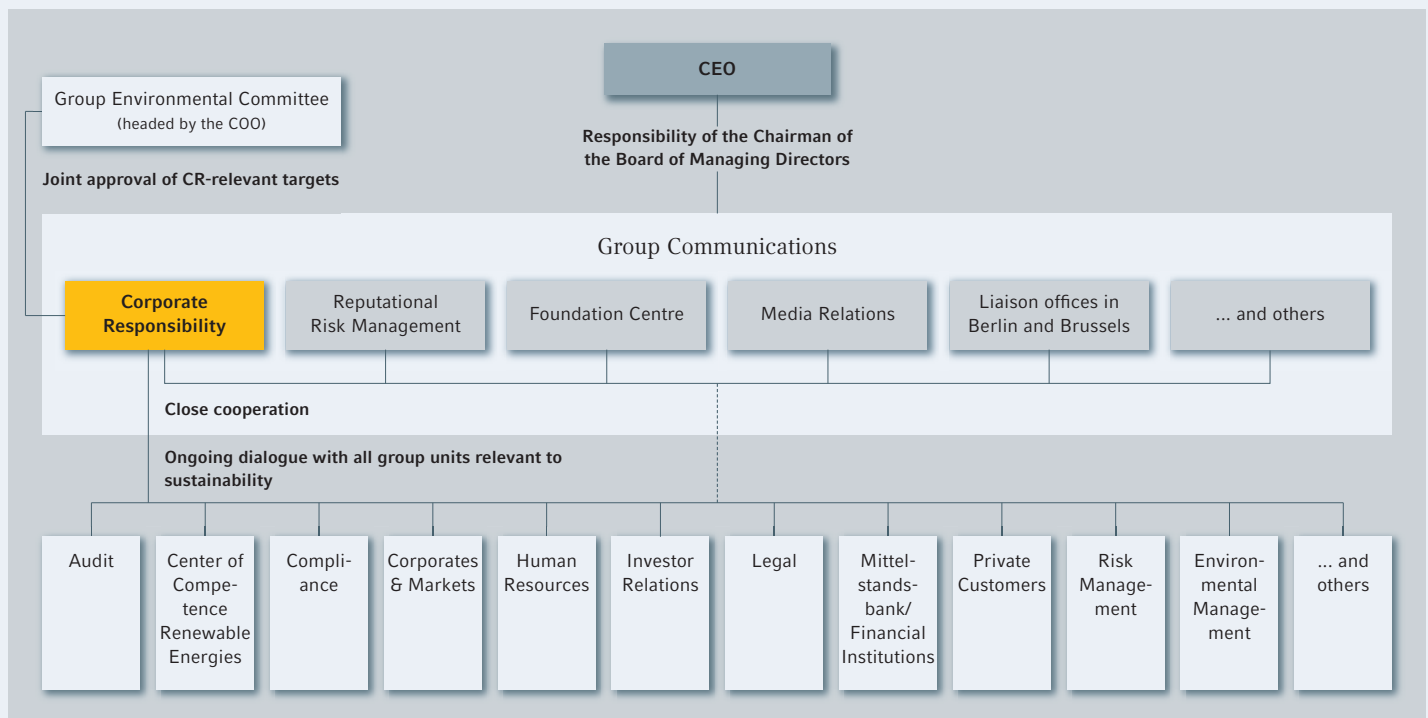 CEO
Group Environmental Committee
(headed by the COO)
Responsibility of the Chairman of
the Board of Managing Directors
Joint approval of CR-relevant targets
Group Communications
Corporate
Responsibility
Reputational
Risk Management
Foundation Centre
Media Relations
Liaison offices in
Berlin and Brussels
... and others
Close cooperation
Ongoing dialogue with all group units relevant to
sustainability
Audit
Center of
Compe-
tence
Renewable
Energies
Compli-
ance
Corporates
& Markets
Human
Resources
Investor
Relations
Legal
Mittel-
stands-
bank/
Financial
Institutions
Private
Customers
Risk
Manage-
ment
Environ-
mental
Manage-
ment
... and
others